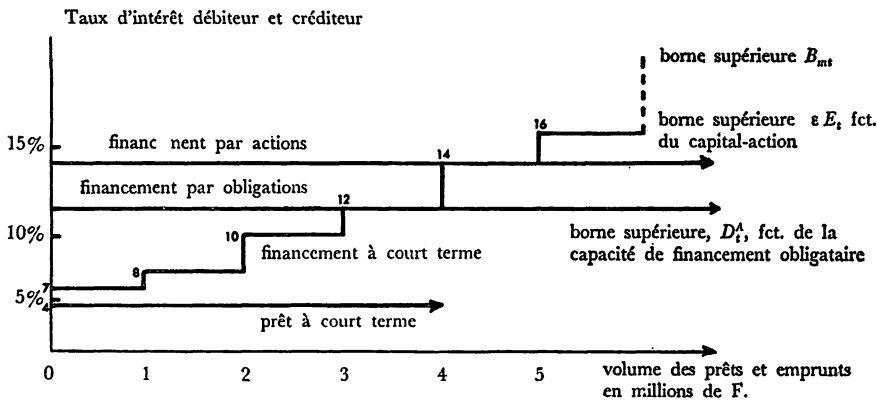 Taux d'intérêt débiteur et créditeur
borne supérieure Bmt
borne supérieure ε Et fct.
du capital-action
16
15%
financ nent par actions
14
financement par obligations
12
10%
10
financement à court terme
borne supérieure, DtΛ, fct. de la
capacité de financement obligataire
8
7
5%
4
prêt à court terme
0 1 2 3 4 5
volume des prêts et emprunts
en millions de F.